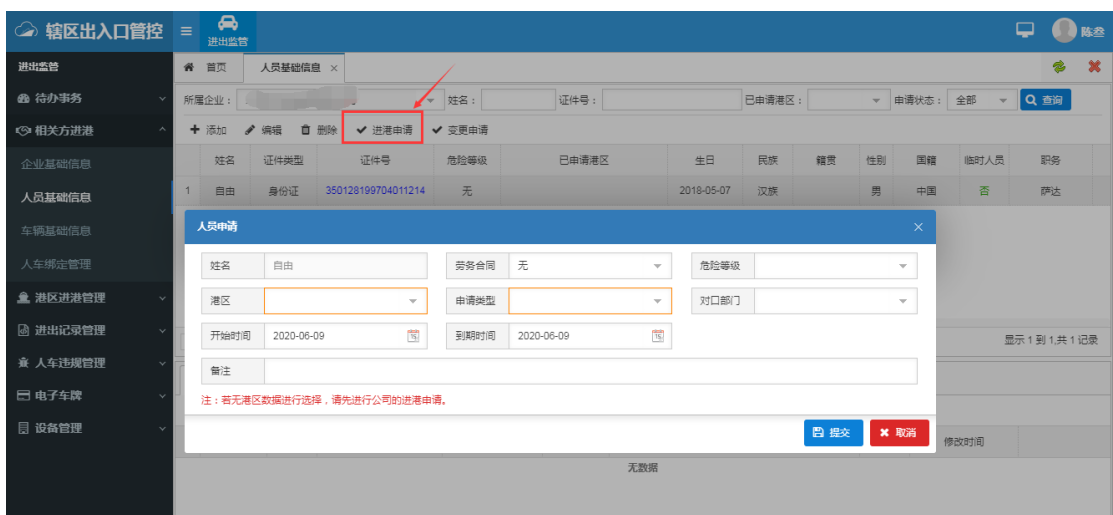 辖区出入口管控
进出监管
陈叁
进出监管
首页
人员基础信息 ×
待办事务
所属企业：
姓名：
证件号：
已申请港区：
申请状态： 全部
查询
相关方进港
添加 编辑 删除 进港申请 变更申请
企业基础信息
姓名 证件类型 证件号 危险等级 已申请港区 生日 民族 籍贯 性别 国籍 临时人员 职务
人员基础信息
1 自由 身份证 350128199704011214 无 2018-05-07 汉族 男 中国 否 萨达
车辆基础信息
人员申请 ×
人车绑定管理
姓名 自由 劳务合同 无 危险等级
港区进港管理
港区 申请类型 对口部门
进出记录管理
开始时间 2020-06-09 到期时间 2020-06-09
显示1到1,共1记录
人车违规管理
备注
电子车牌
注：若无港区数据进行选择，请先进行公司的进港申请。
设备管理
提交 取消
修改时间
无数据